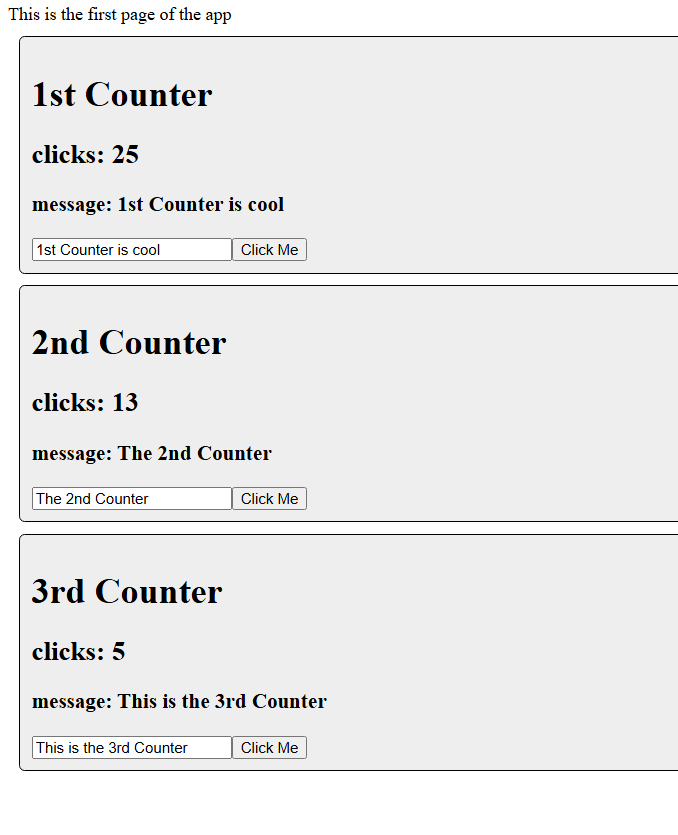 This is the first page of the app
1st Counter
clicks: 25
message: 1st Counter is cool
1st Counter is cool Click Me
2nd Counter
clicks: 13
message: The 2nd Counter
The 2nd Counter Click Me
3rd Counter
clicks: 5
message: This is the 3rd Counter
This is the 3rd Counter Click Me